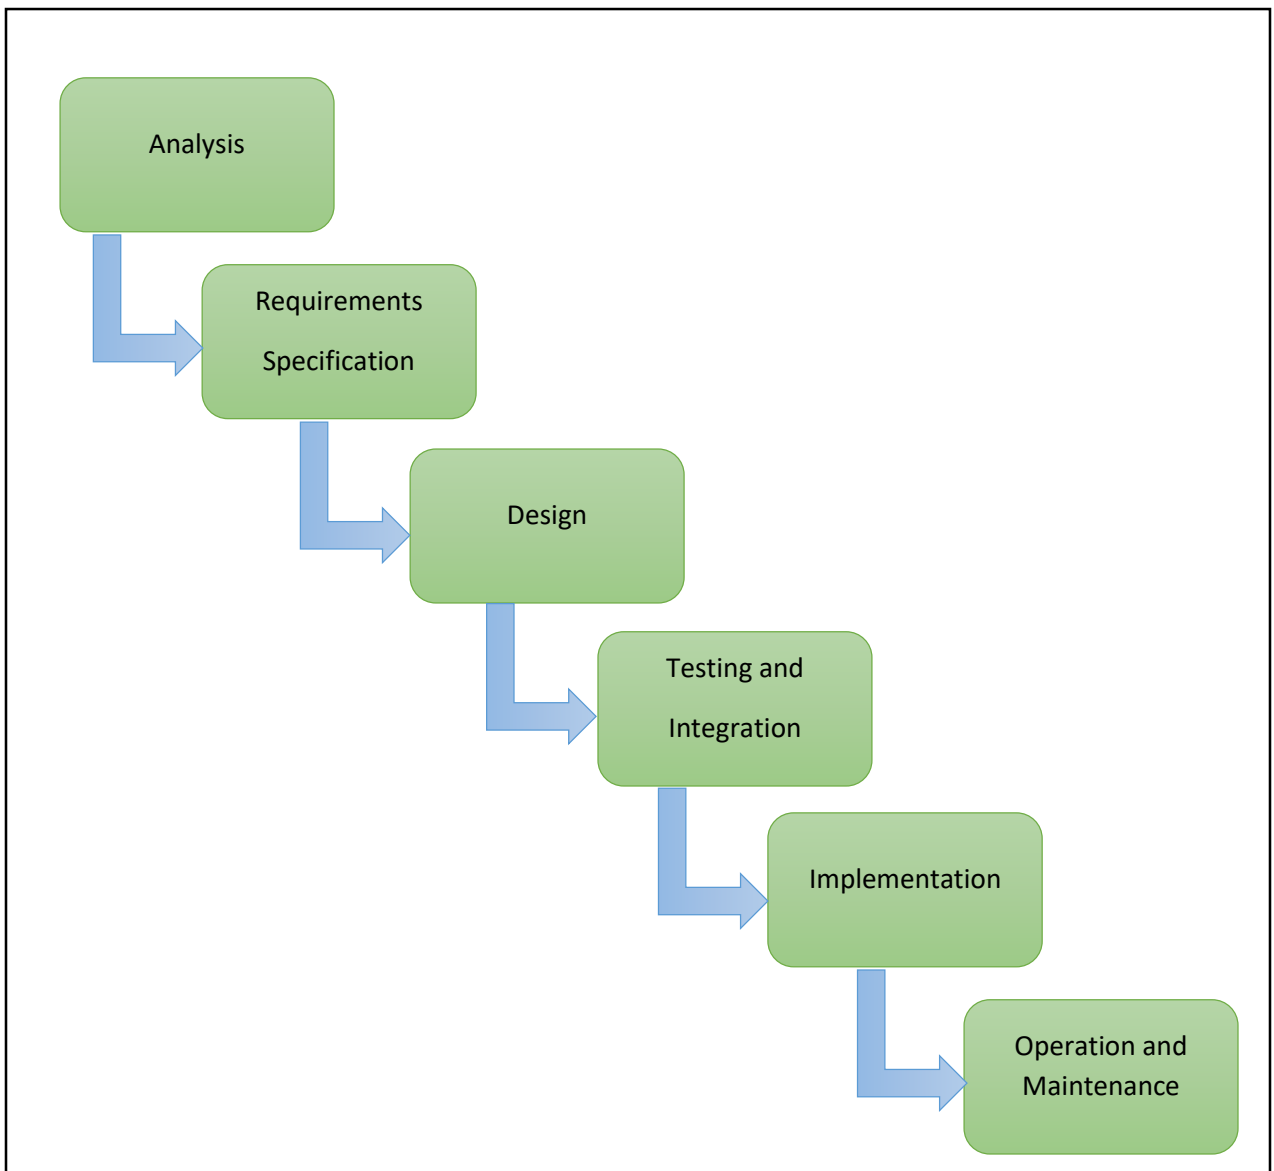 Analysis
Requirements
Specification
Design
Testing and
Integration
Implementation
Operation and
Maintenance